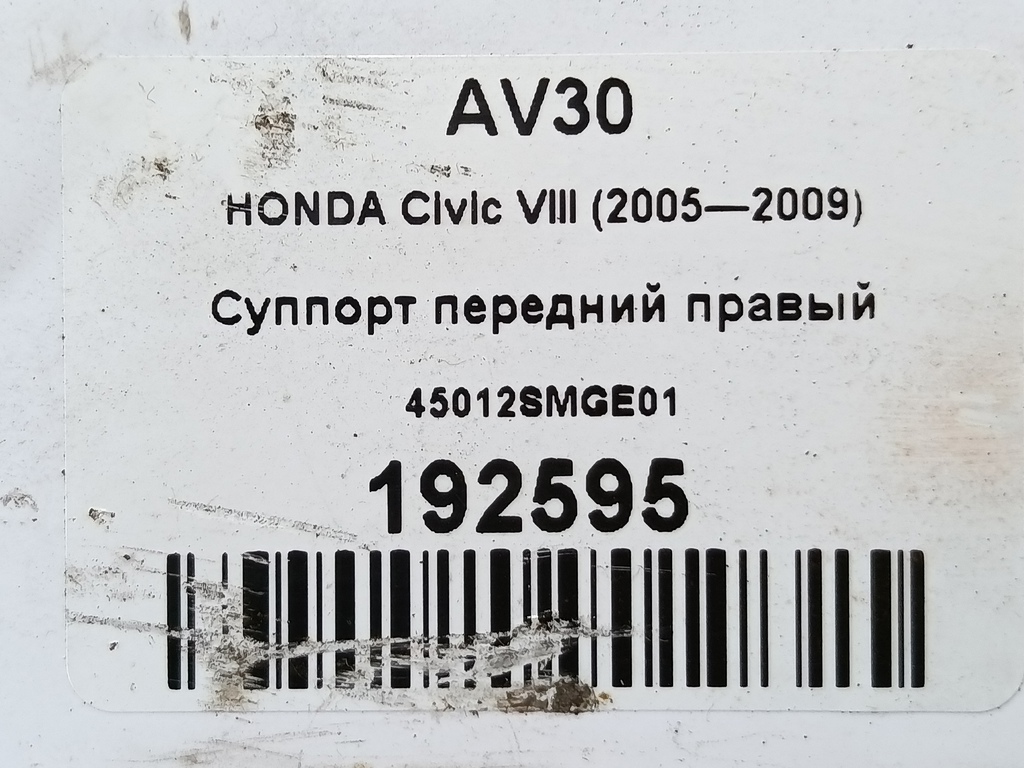 AV30
HONDA Civic VIII (2005—2009)
Суппорт передний правый
45012SMGE01
192595